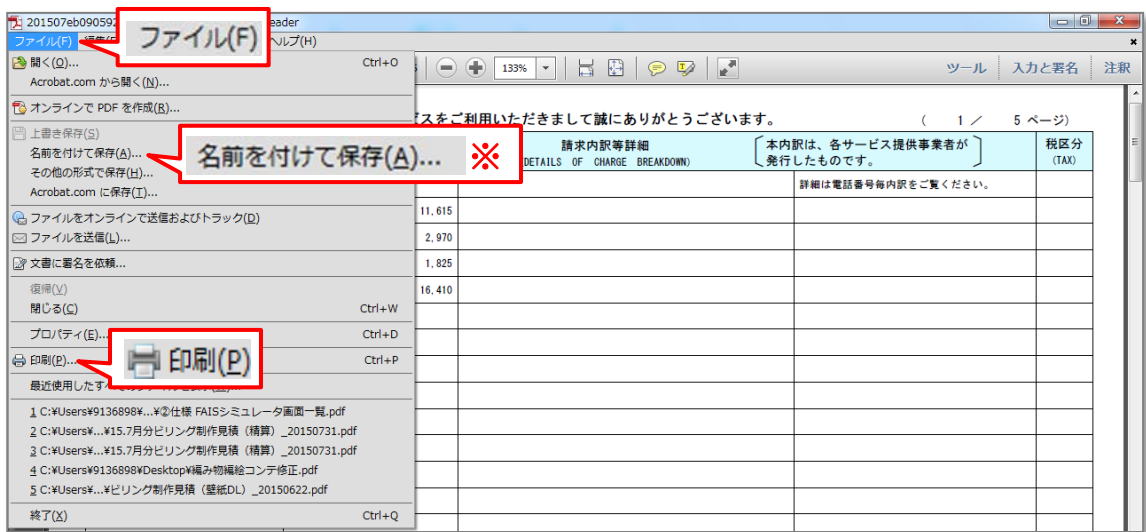 201507eb090592 eader
ファイル(F) ヘルプ(H)
ファイル(F)
開く(O)... Ctrl+O
133%
ツール 入力と署名 注釈
Acrobat.com から開く(N)...
オンラインで PDF を作成(R)...
スをご利用いただきまして誠にありがとうございます。 ( 1 / 5 ページ)
上書き保存(S)
名前を付けて保存(A)...
名前を付けて保存(A)... ※
請求内訳等詳細 本内訳は、各サービス提供事業者が 税区分
DETAILS OF CHARGE BREAKDOWN) 発行したものです。 (TAX)
その他の形式で保存(H)...
Acrobat.com に保存(T)...
詳細は電話番号毎内訳をご覧ください。
ファイルをオンラインで送信およびトラック(D)
11,615
ファイルを送信(L)...
2,970
文書に署名を依頼...
1,825
復帰(V)
16,410
閉じる(C) Ctrl+W
プロパティ(E)... Ctrl+D
印刷(P)... Ctrl+P
印刷(P)
最近使用したす
1 C:¥Users¥9136898¥...¥②仕様 FAISシミュレータ画面一覧.pdf
2 C:¥Users¥...¥15.7月分ビリング制作見積（精算）_20150731.pdf
3 C:¥Users¥...¥15.7月分ビリング制作見積（精算）_20150731.pdf
4 C:¥Users¥9136898¥Desktop¥編み物編絵コンテ修正.pdf
5 C:¥Users¥...¥ビリング制作見積（壁紙DL）_20150622.pdf
終了(X) Ctrl+Q